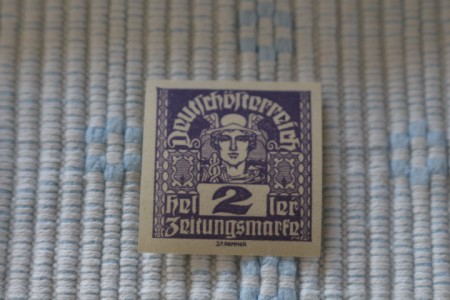 Deutschösterreich
Hel 2 ler
Zeitungsmarke